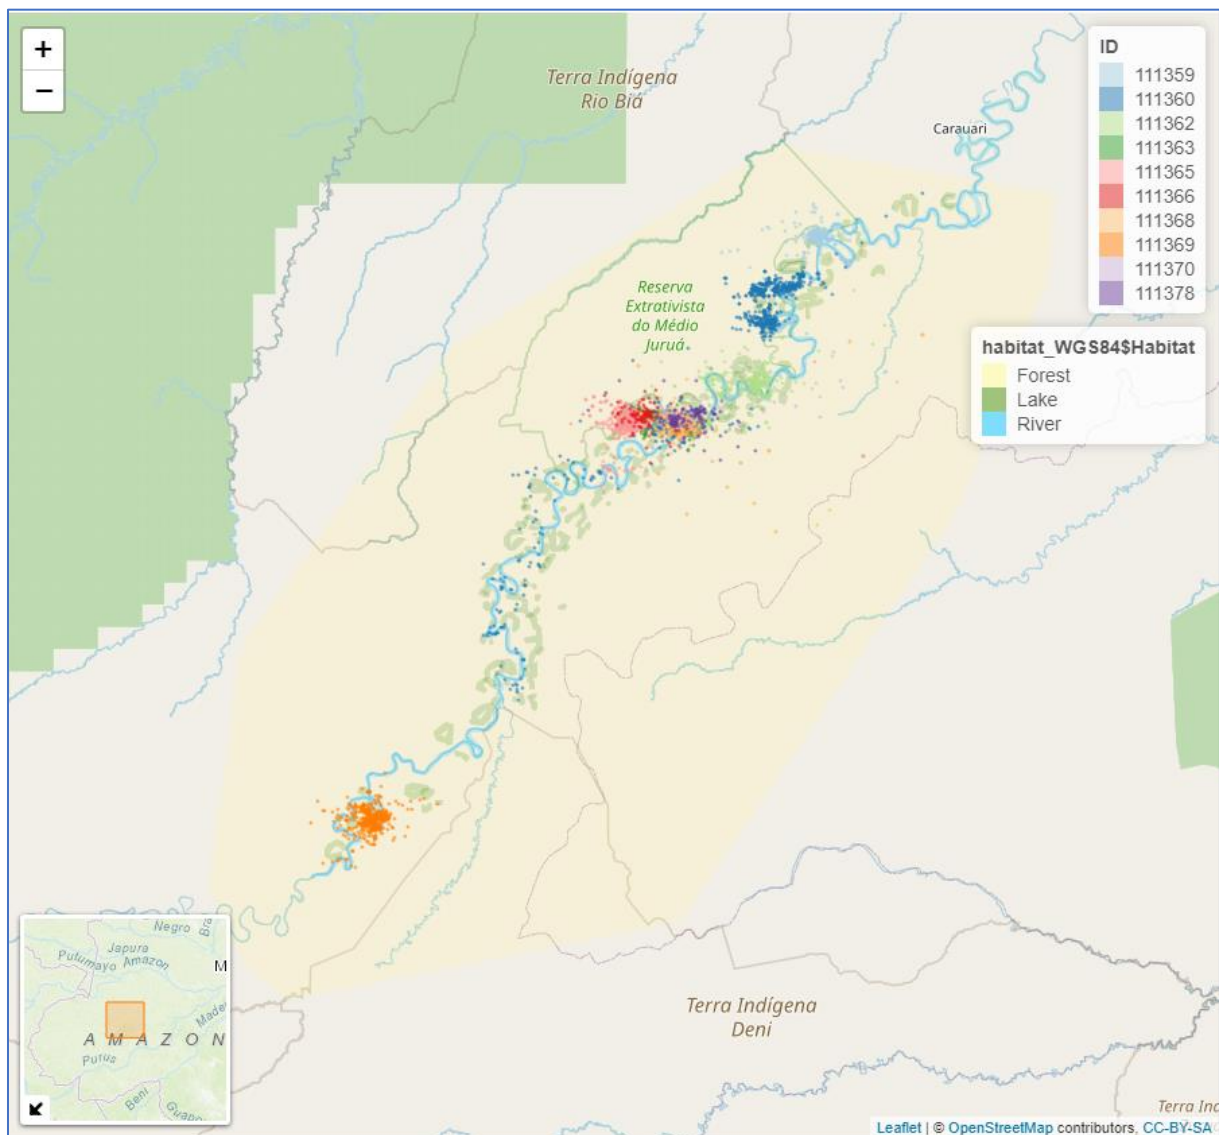 +
−
Terra Indígena
Rio Biá
Carauari
ID
111359
111360
111362
111363
111365
111366
111368
111369
111370
111378
Reserva
Extrativista
do Médio
Juruá
habitat_WGS84$Habitat
Forest
Lake
River
Terra Indígena
Deni
Negro
Japura
Putumayo
Amazon
M
AMAZON
Purus
Beni
Terra Ind
Leaflet | © OpenStreetMap contributors, CC-BY-SA